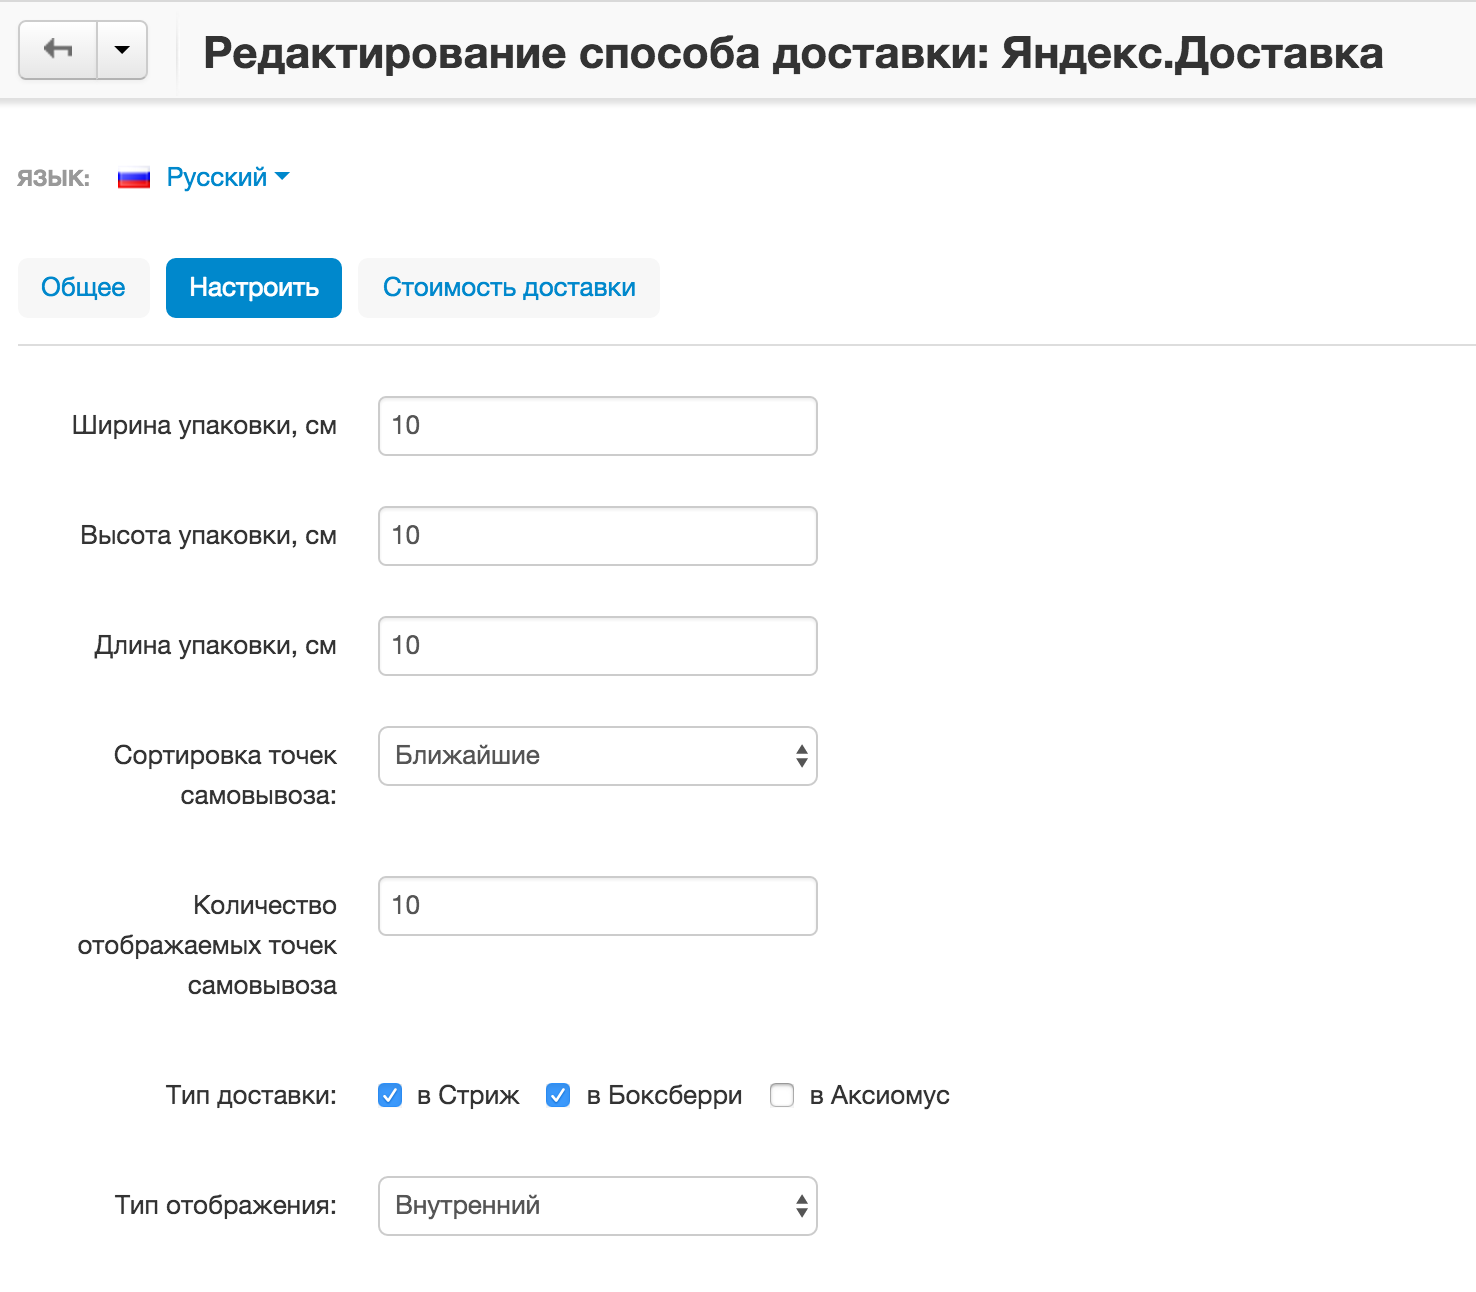 Редактирование способа доставки: Яндекс.Доставка
ЯЗЫК: Русский
Общее Настроить Стоимость доставки
Ширина упаковки, см 10
Высота упаковки, см 10
Длина упаковки, см 10
Сортировка точек Ближайшие
самовывоза:
Количество 10
отображаемых точек
самовывоза
Тип доставки: в Стриж в Боксберри в Аксиомус
Тип отображения: Внутренний